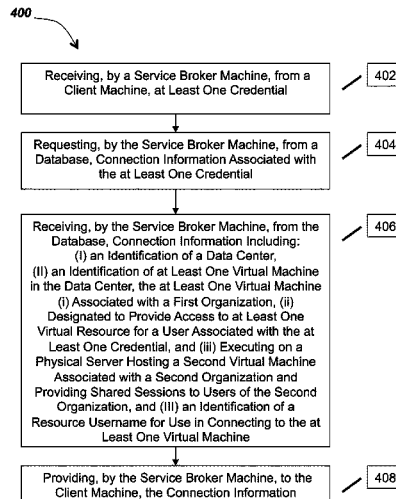 400
Receiving, by a Service Broker Machine, from a
Client Machine, at Least One Credential
402
Requesting, by the Service Broker Machine, from a
Database, Connection Information Associated with
the at Least One Credential
404
Receiving, by the Service Broker Machine, from the
Database, Connection Information Including:
(I) an Identification of a Data Center,
(II) an Identification of at Least One Virtual Machine
in the Data Center, the at Least One Virtual Machine
(i) Associated with a First Organization, (ii)
Designated to Provide Access to at Least One
Virtual Resource for a User Associated with the at
Least One Credential, and (iii) Executing on a
Physical Server Hosting a Second Virtual Machine
Associated with a Second Organization and
Providing Shared Sessions to Users of the Second
Organization, and (III) an Identification of a
Resource Username for Use in Connecting to the at
Least One Virtual Machine
406
Providing, by the Service Broker Machine, to the
Client Machine, the Connection Information
408